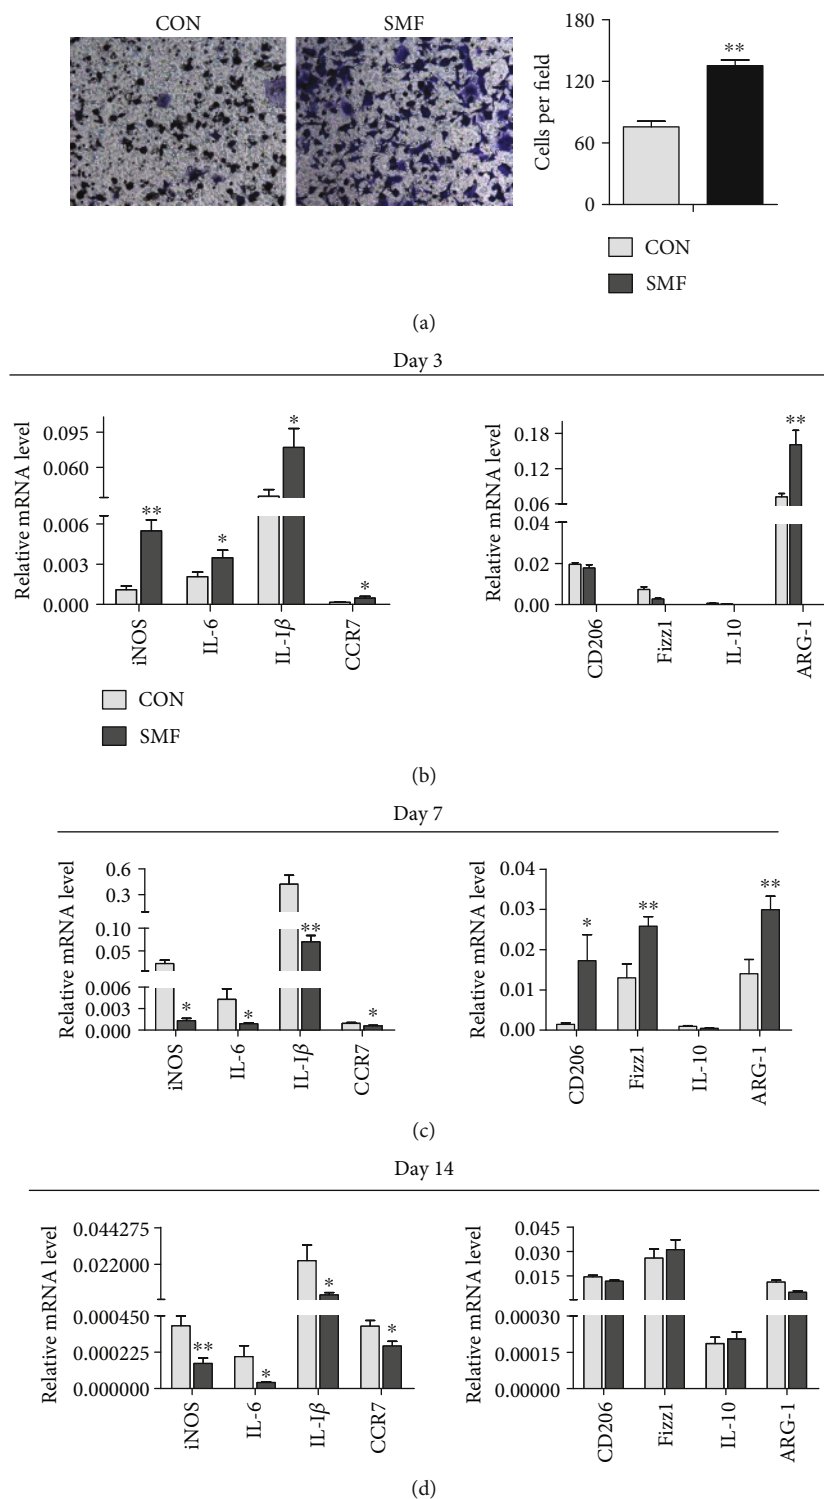 CON
SMF
180
120
60
0
Cells per field
**
CON
SMF
(a)
Day 3
Relative mRNA level
0.095
0.060
0.006
0.003
0.000
**
*
*
*
iNOS
IL-6
IL-Iβ
CCR7
CON
SMF
Relative mRNA level
0.18
0.12
0.06
0.04
0.02
0.00
**
CD206
Fizz1
IL-10
ARG-1
(b)
Day 7
Relative mRNA level
0.6
0.3
0.10
0.05
0.006
0.003
0.000
*
*
**
*
iNOS
IL-6
IL-Iβ
CCR7
Relative mRNA level
0.04
0.03
0.02
0.01
0.00
*
**
**
CD206
Fizz1
IL-10
ARG-1
(c)
Day 14
Relative mRNA level
0.044275
0.022000
0.000450
0.000225
0.000000
**
*
*
*
iNOS
IL-6
IL-Iβ
CCR7
Relative mRNA level
0.045
0.030
0.015
0.00030
0.00015
0.00000
CD206
Fizz1
IL-10
ARG-1
(d)